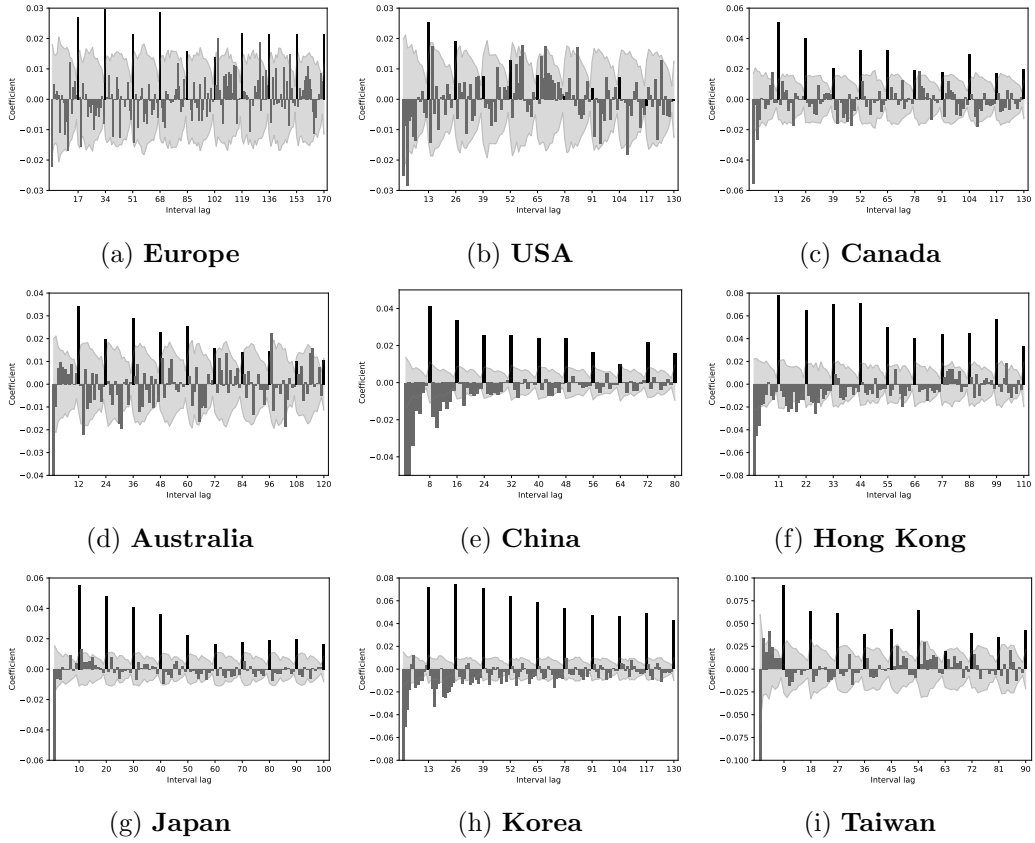 0.03
0.02
0.01
0.00
−0.01
−0.02
−0.03
Coefficient
17 34 51 68 85 102 119 136 153 170
Interval lag
(a) Europe
0.03
0.02
0.01
0.00
−0.01
−0.02
−0.03
Coefficient
13 26 39 52 65 78 91 104 117 130
Interval lag
(b) USA
0.06
0.04
0.02
0.00
−0.02
−0.04
−0.06
Coefficient
13 26 39 52 65 78 91 104 117 130
Interval lag
(c) Canada
0.04
0.03
0.02
0.01
0.00
−0.01
−0.02
−0.03
−0.04
Coefficient
12 24 36 48 60 72 84 96 108 120
Interval lag
(d) Australia
0.04
0.02
0.00
−0.02
−0.04
Coefficient
8 16 24 32 40 48 56 64 72 80
Interval lag
(e) China
0.08
0.06
0.04
0.02
0.00
−0.02
−0.04
−0.06
−0.08
Coefficient
11 22 33 44 55 66 77 88 99 110
Interval lag
(f) Hong Kong
0.06
0.04
0.02
0.00
−0.02
−0.04
−0.06
Coefficient
10 20 30 40 50 60 70 80 90 100
Interval lag
(g) Japan
0.08
0.06
0.04
0.02
0.00
−0.02
−0.04
−0.06
−0.08
Coefficient
13 26 39 52 65 78 91 104 117 130
Interval lag
(h) Korea
0.100
0.075
0.050
0.025
0.000
−0.025
−0.050
−0.075
−0.100
Coefficient
9 18 27 36 45 54 63 72 81 90
Interval lag
(i) Taiwan